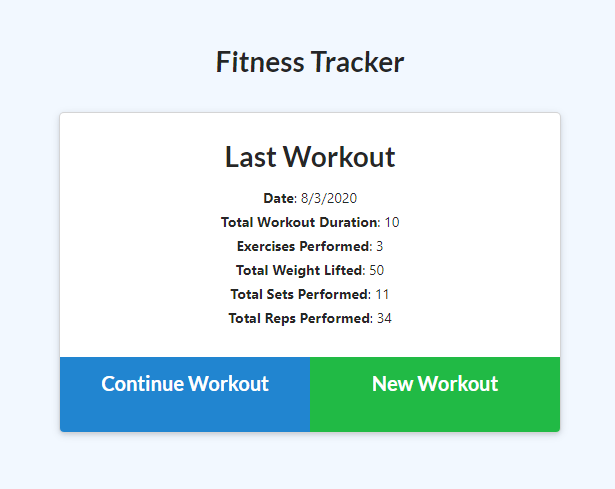 Fitness Tracker
Last Workout
Date: 8/3/2020
Total Workout Duration: 10
Exercises Performed: 3
Total Weight Lifted: 50
Total Sets Performed: 11
Total Reps Performed: 34
Continue Workout
New Workout